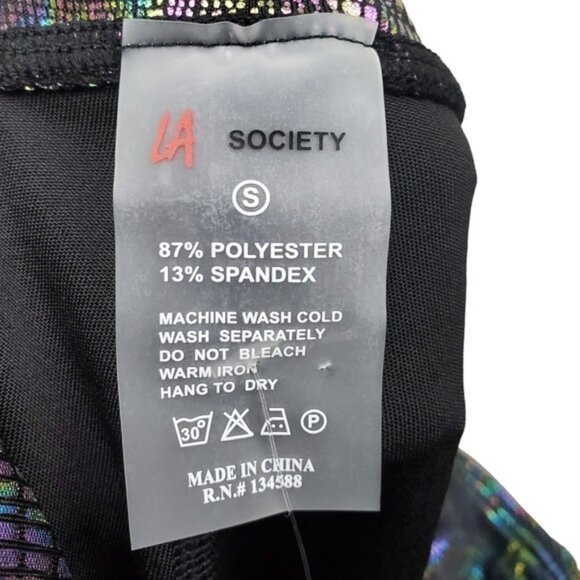 LA SOCIETY
S
87% POLYESTER
13% SPANDEX
MACHINE WASH COLD
WASH SEPARATELY
DO NOT BLEACH
WARM IRON
HANG TO DRY
30° P
MADE IN CHINA
R.N.# 134588